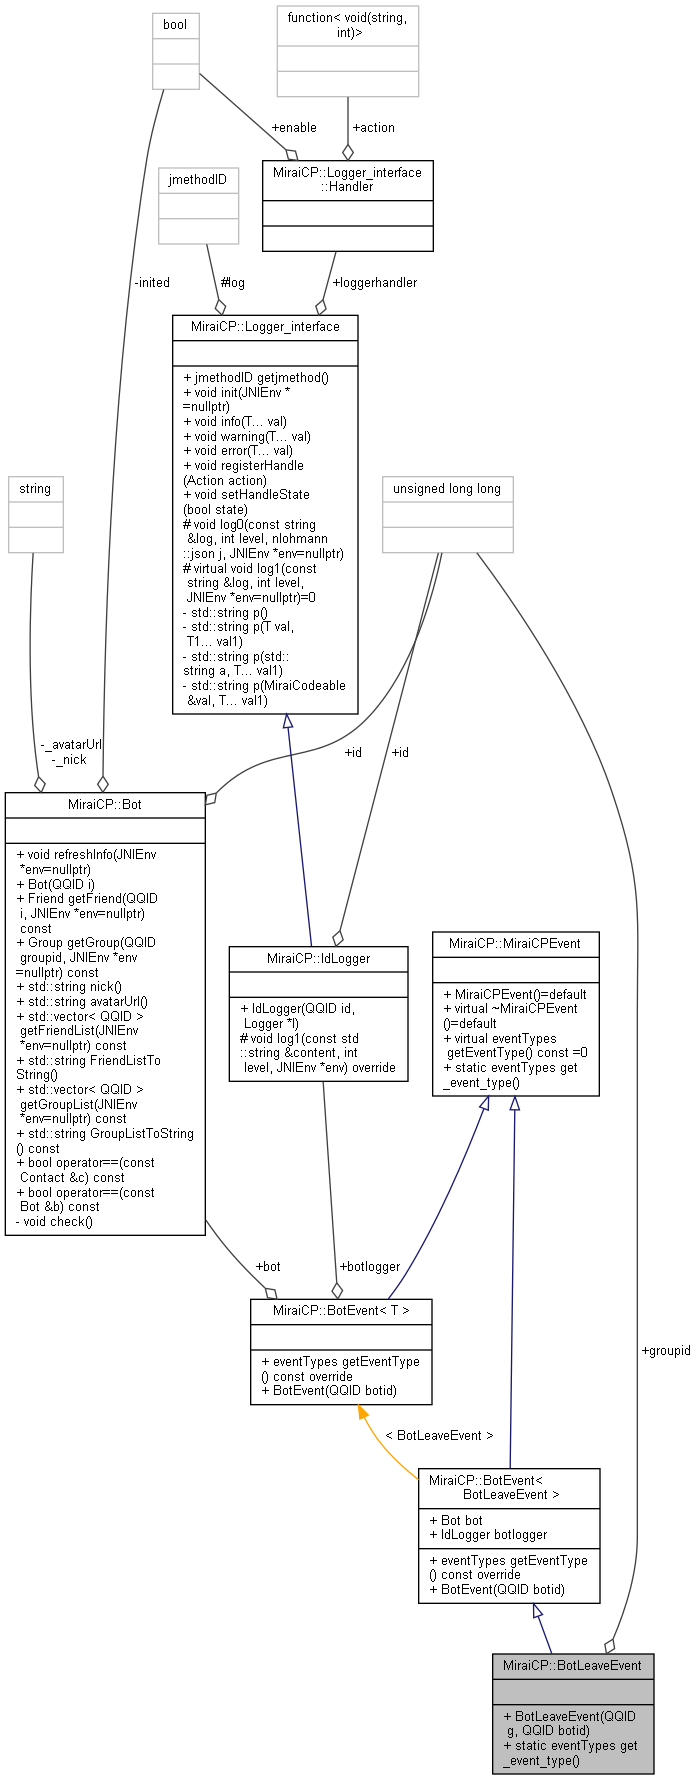 function< void(string,
int)>
bool
+enable
+action
jmethodID
MiraiCP::Logger_interface
::Handler
-inited
#log
+loggerhandler
MiraiCP::Logger_interface
+ jmethodID getjmethod()
+ void init(JNIEnv *
=nullptr)
+ void info(T... val)
+ void warning(T... val)
+ void error(T... val)
+ void registerHandle
(Action action)
+ void setHandleState
(bool state)
# void log0(const string
&log, int level, nlohmann
::json j, JNIEnv *env=nullptr)
# virtual void log1(const
string &log, int level,
JNIEnv *env=nullptr)=0
- std::string p()
- std::string p(T val,
T1... val1)
- std::string p(std::
string a, T... val1)
- std::string p(MiraiCodeable
&val, T... val1)
string
unsigned long long
-_avatarUrl
-_nick
+id
+id
MiraiCP::Bot
+ void refreshInfo(JNIEnv
*env=nullptr)
+ Bot(QQID i)
+ Friend getFriend(QQID
i, JNIEnv *env=nullptr)
const
+ Group getGroup(QQID
groupid, JNIEnv *env
=nullptr) const
+ std::string nick()
+ std::string avatarUrl()
+ std::vector< QQID >
getFriendList(JNIEnv
*env=nullptr) const
+ std::string FriendListTo
String()
+ std::vector< QQID >
getGroupList(JNIEnv
*env=nullptr) const
+ std::string GroupListToString
() const
+ bool operator==(const
Contact &c) const
+ bool operator==(const
Bot &b) const
- void check()
MiraiCP::IdLogger
+ IdLogger(QQID id,
Logger *l)
# void log1(const std
::string &content, int
level, JNIEnv *env) override
MiraiCP::MiraiCPEvent
+ MiraiCPEvent()=default
+ virtual ~MiraiCPEvent
()=default
+ virtual eventTypes
getEventType() const =0
+ static eventTypes get
_event_type()
+bot
+botlogger
MiraiCP::BotEvent< T >
+ eventTypes getEventType
() const override
+ BotEvent(QQID botid)
+groupid
< BotLeaveEvent >
MiraiCP::BotEvent<
BotLeaveEvent >
+ Bot bot
+ IdLogger botlogger
+ eventTypes getEventType
() const override
+ BotEvent(QQID botid)
MiraiCP::BotLeaveEvent
+ BotLeaveEvent(QQID
g, QQID botid)
+ static eventTypes get
_event_type()